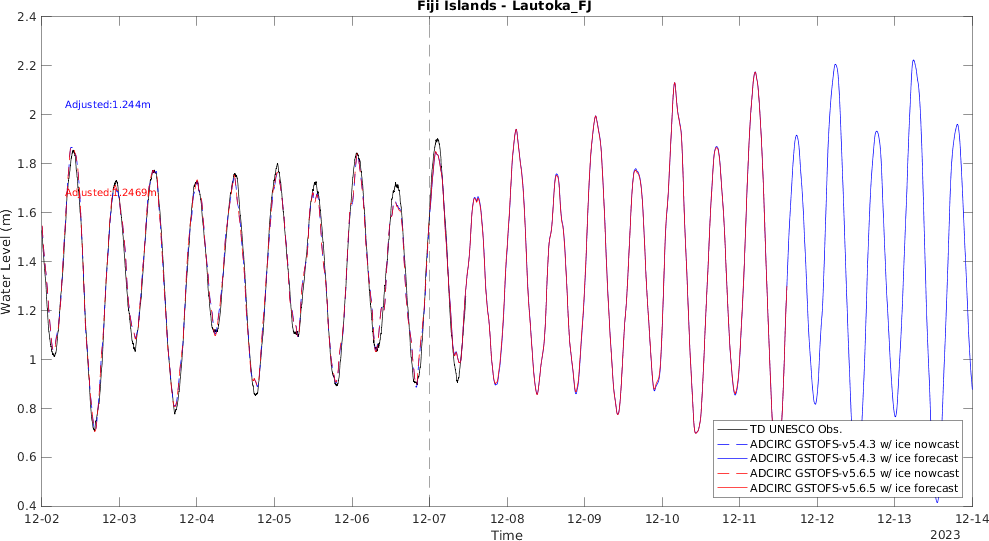 Fiji Islands - Lautoka_FJ
2.4
2.2
2
1.8
1.6
1.4
1.2
1
0.8
0.6
0.4
Water Level (m)
Adjusted:1.244m
Adjusted:1.2469m
TD UNESCO Obs.
ADCIRC GSTOFS-v5.4.3 w/ ice nowcast
ADCIRC GSTOFS-v5.4.3 w/ ice forecast
ADCIRC GSTOFS-v5.6.5 w/ ice nowcast
ADCIRC GSTOFS-v5.6.5 w/ ice forecast
12-02 12-03 12-04 12-05 12-06 12-07 12-08 12-09 12-10 12-11 12-12 12-13 12-14
Time
2023